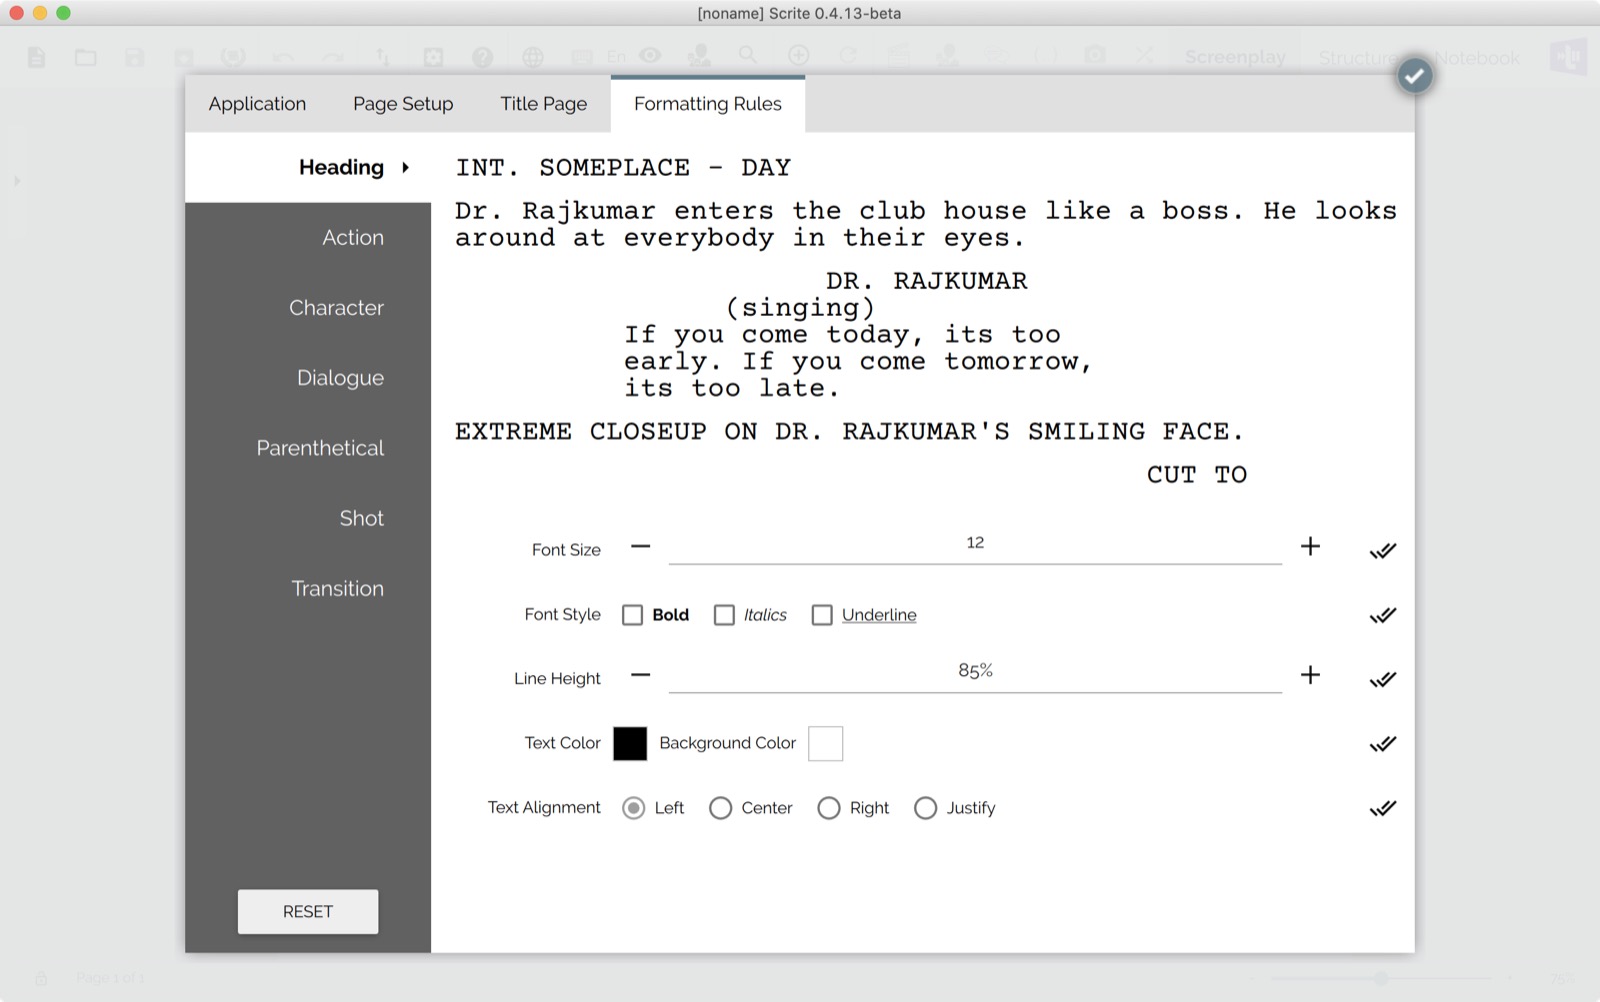 [noname] Scrite 0.4.13-beta
En
Screenplay
Structure
Notebook
Application
Page Setup
Title Page
Formatting Rules
Heading
Action
Character
Dialogue
Parenthetical
Shot
Transition
RESET
INT. SOMEPLACE - DAY
Dr. Rajkumar enters the club house like a boss. He looks
around at everybody in their eyes.
DR. RAJKUMAR
(singing)
If you come today, its too
early. If you come tomorrow,
its too late.
EXTREME CLOSEUP ON DR. RAJKUMAR'S SMILING FACE.
CUT TO
Font Size
12
Font Style
Bold
Italics
Underline
Line Height
85%
Text Color
Background Color
Text Alignment
Left
Center
Right
Justify
Page 1 of 1